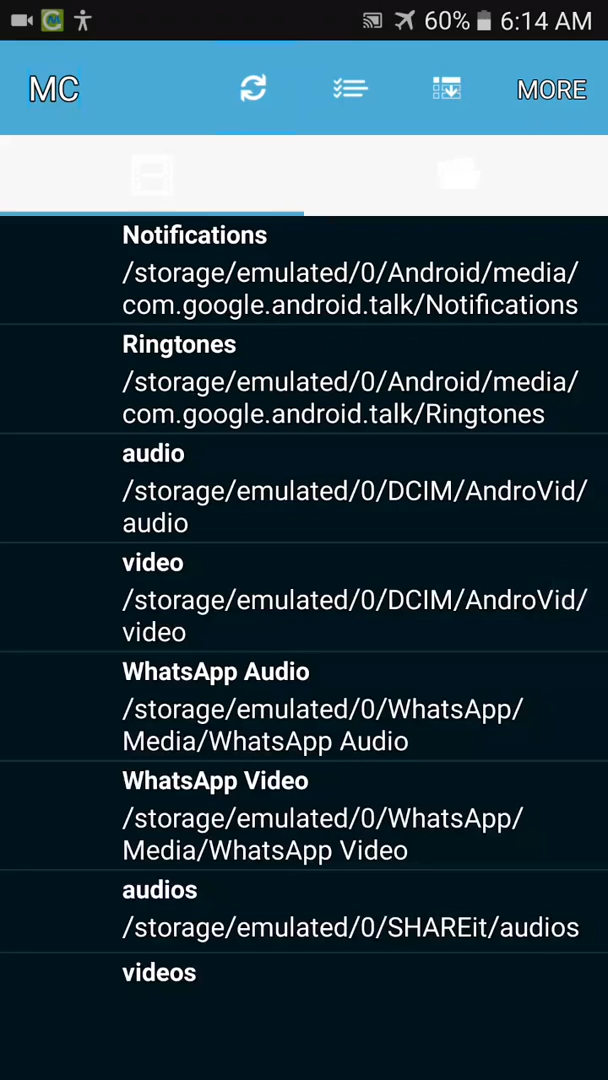 60% 6:14 AM
MC MORE
Notifications
/storage/emulated/0/Android/media/
com.google.android.talk/Notifications
Ringtones
/storage/emulated/0/Android/media/
com.google.android.talk/Ringtones
audio
/storage/emulated/0/DCIM/AndroVid/
audio
video
/storage/emulated/0/DCIM/AndroVid/
video
WhatsApp Audio
/storage/emulated/0/WhatsApp/
Media/WhatsApp Audio
WhatsApp Video
/storage/emulated/0/WhatsApp/
Media/WhatsApp Video
audios
/storage/emulated/0/SHAREit/audios
videos